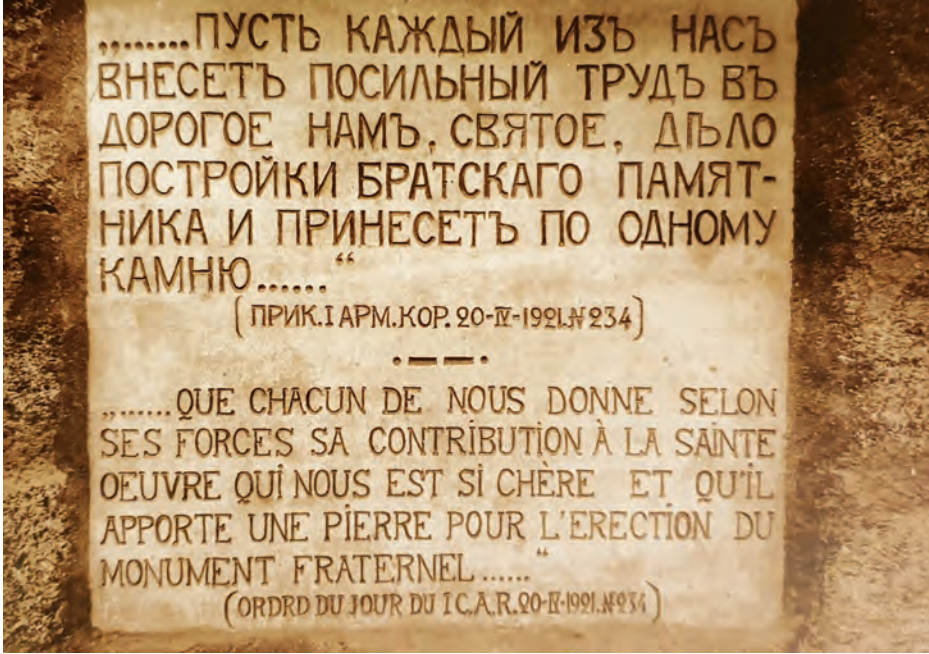 „.......ПУСТЬ КАЖДЫЙ ИЗЪ НАСЪ
ВНЕСЕТЪ ПОСИЛЬНЫЙ ТРУДЪ ВЪ
ДОРОГОЕ НАМЪ, СВЯТОЕ, ДѢЛО
ПОСТРОЙКИ БРАТСКАГО ПАМЯТ-
НИКА И ПРИНЕСЕТЪ ПО ОДНОМУ
КАМНЮ......“
(ПРИК. I АРМ. КОР. 20-IV-1921. № 234)
„......QUE CHACUN DE NOUS DONNE SELON
SES FORCES SA CONTRIBUTION À LA SAINTE
OEUVRE QUI NOUS EST SI CHÈRE ET QU'IL
APPORTE UNE PIERRE POUR L'ERECTION DU
MONUMENT FRATERNEL......“
(ORDRD DU JOUR DU I C.A.R. 20-IV-1921. №234)